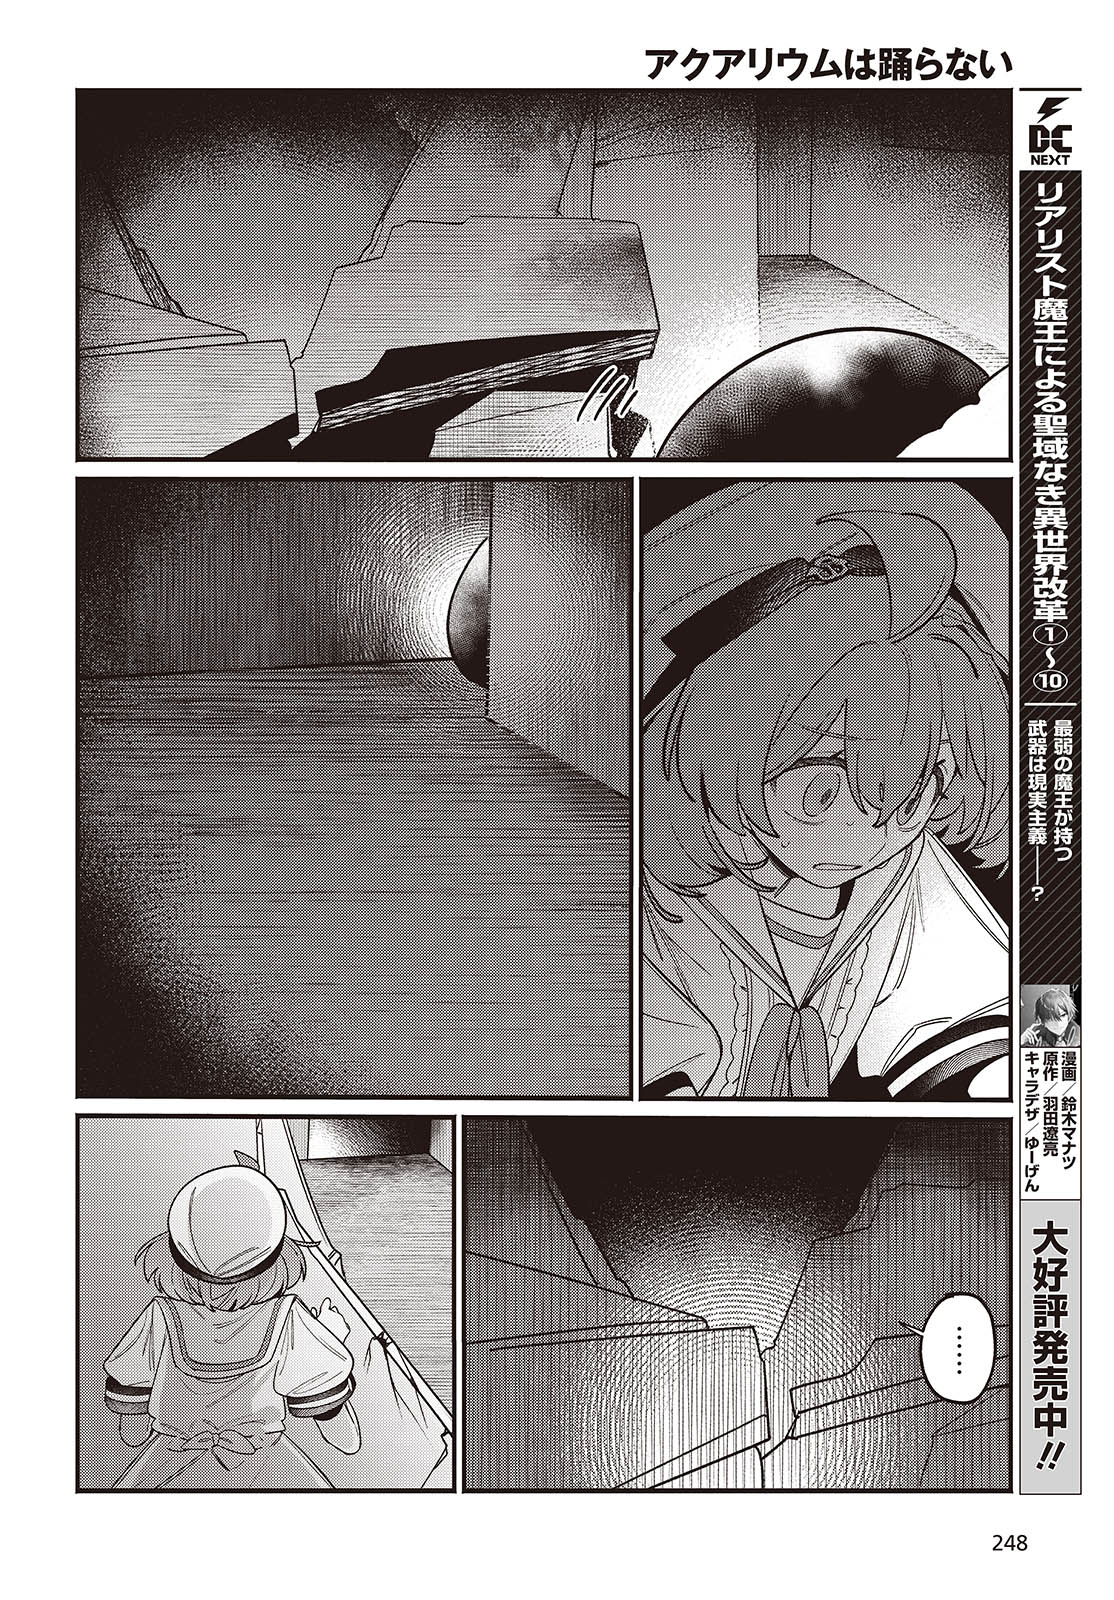 アクアリウムは踊らない
DC
NEXT
リアリスト魔王による聖域なき異世界改革①～⑩
最弱の魔王が持つ
武器は現実主義――？
漫画／鈴木マナツ
原作／羽田遼亮
キャラデザ／ゆーげん
大好評発売中!!
……
248